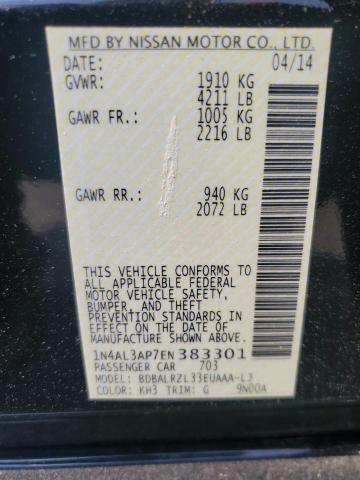 MFD BY NISSAN MOTOR CO., LTD.
DATE: 04/14
GVWR: 1910 KG
4211 LB
GAWR FR: 1005 KG
2216 LB
GAWR RR: 940 KG
2072 LB
THIS VEHICLE CONFORMS TO
ALL APPLICABLE FEDERAL
MOTOR VEHICLE SAFETY,
BUMPER, AND THEFT
PREVENTION STANDARDS
IN EFFECT ON THE DATE OF
MANUFACTURE SHOWN ABOVE.
1N4AL3AP7EN383301
PASSENGER CAR 703
MODEL: BDBALRZL33EUAAA-LJ
COLOR: KH3 TRIM: G 9N00A